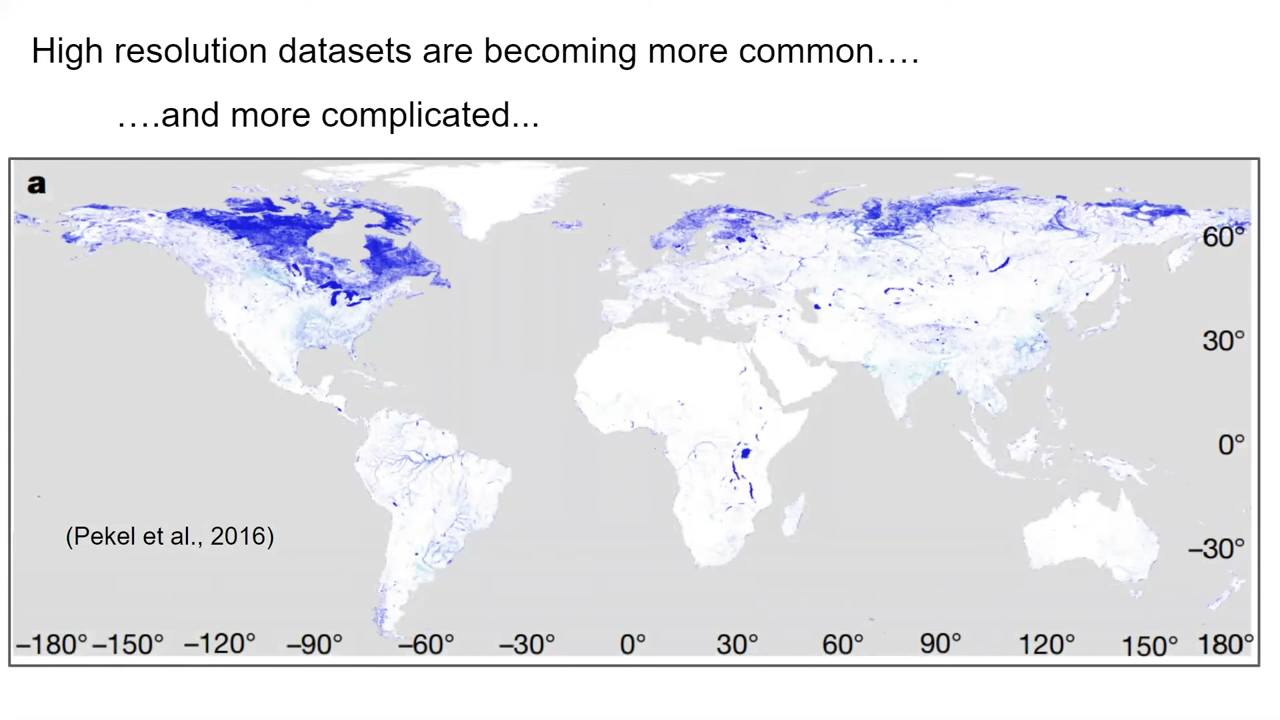 High resolution datasets are becoming more common….
….and more complicated...
a
60°
30°
0°
–30°
(Pekel et al., 2016)
–180° –150° –120° –90° –60° –30° 0° 30° 60° 90° 120° 150° 180°